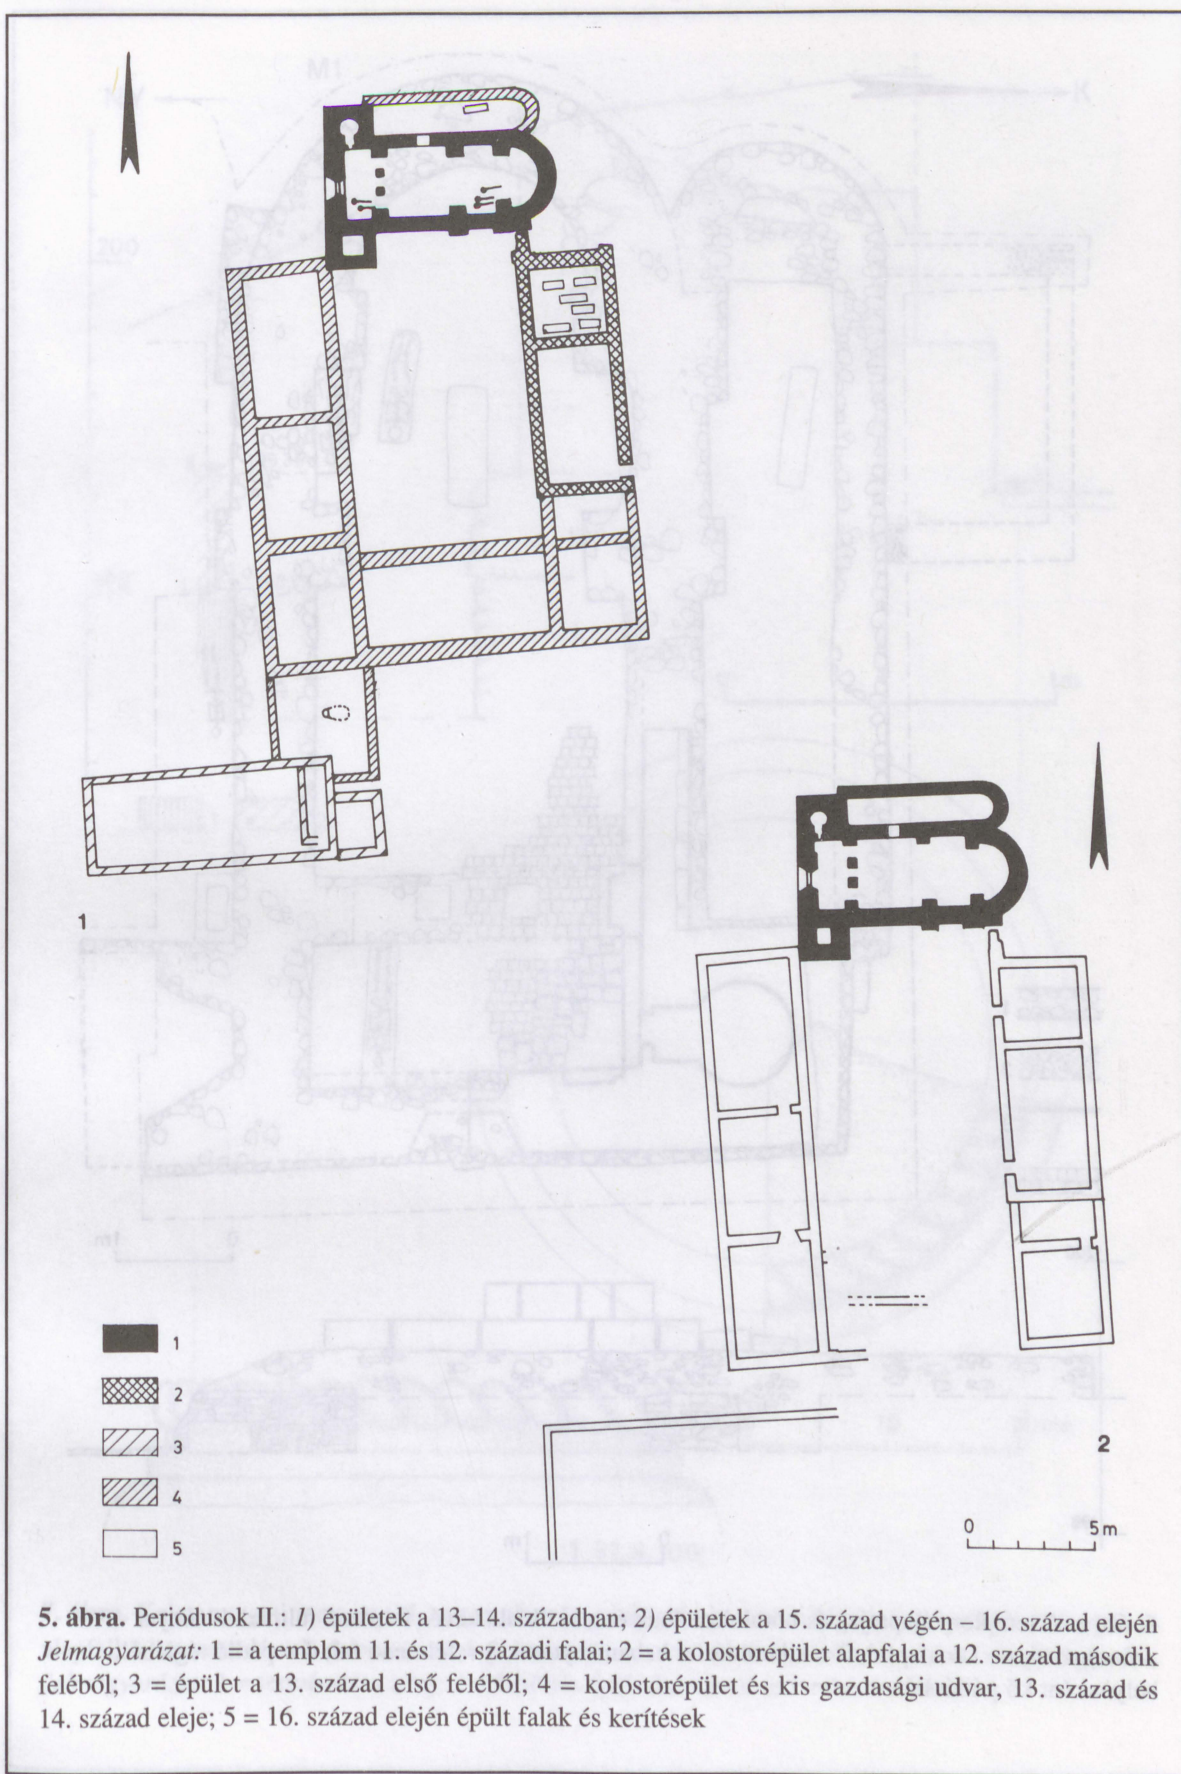 1
2
1
2
3
4
5
0 5 m
5. ábra. Periódusok II.: 1) épületek a 13–14. században; 2) épületek a 15. század végén – 16. század elején
Jelmagyarázat: 1 = a templom 11. és 12. századi falai; 2 = a kolostorépület alapfalai a 12. század második
feléből; 3 = épület a 13. század első feléből; 4 = kolostorépület és kis gazdasági udvar, 13. század és
14. század eleje; 5 = 16. század elején épült falak és kerítések